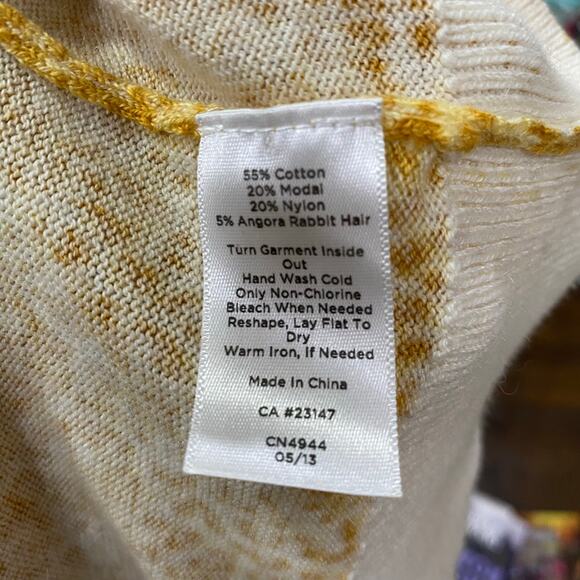 55% Cotton
20% Modal
20% Nylon
5% Angora Rabbit Hair
Turn Garment Inside
Out
Hand Wash Cold
Only Non-Chlorine
Bleach When Needed
Reshape, Lay Flat To
Dry
Warm Iron, If Needed
Made In China
CA #23147
CN4944
05/13